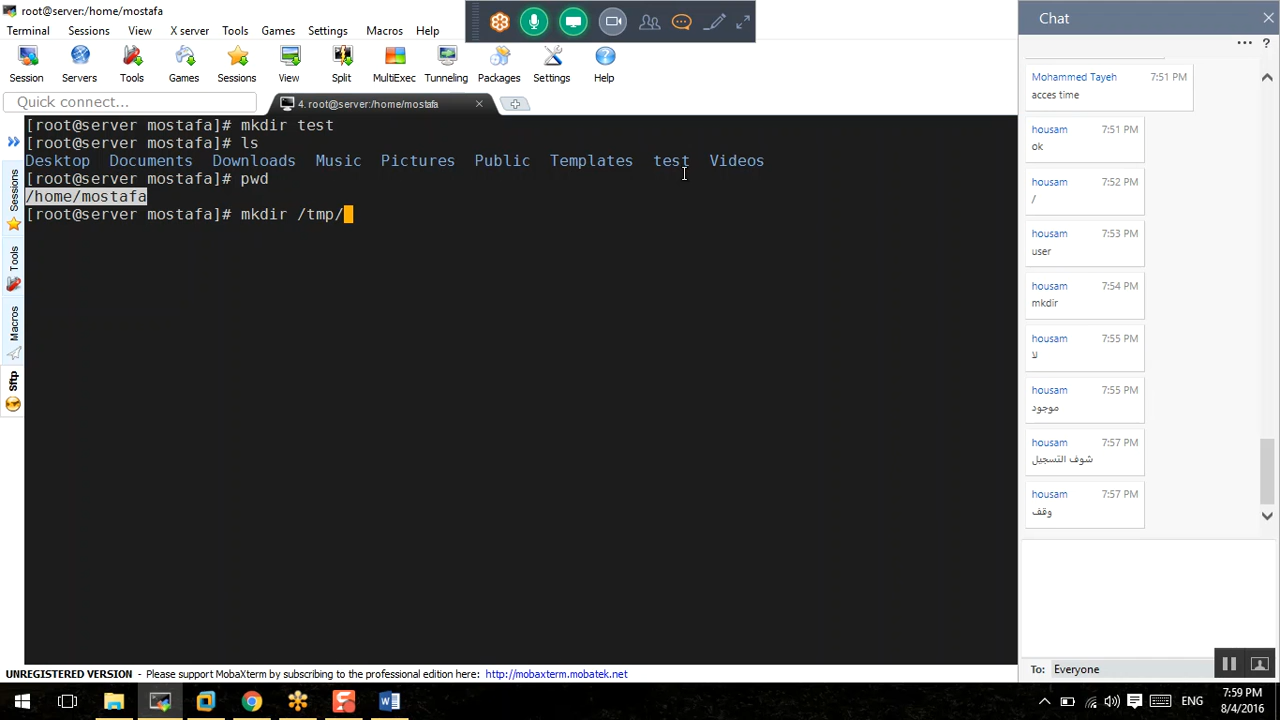 root@server:/home/mostafa
Terminal Sessions View X server Tools Games Settings Macros Help
Session Servers Tools Games Sessions View Split MultiExec Tunneling Packages Settings Help
Quick connect...
4. root@server:/home/mostafa
[root@server mostafa]# mkdir test
[root@server mostafa]# ls
Desktop Documents Downloads Music Pictures Public Templates test Videos
[root@server mostafa]# pwd
/home/mostafa
[root@server mostafa]# mkdir /tmp/
Sessions
Tools
Macros
Sftp
UNREGISTERED VERSION - Please support MobaXterm by subscribing to the professional edition here: http://mobaxterm.mobatek.net
Chat
?
Mohammed Tayeh 7:51 PM
acces time
housam 7:51 PM
ok
housam 7:52 PM
/
housam 7:53 PM
user
housam 7:54 PM
mkdir
housam 7:55 PM
لا
housam 7:55 PM
موجود
housam 7:57 PM
شوف التسجيل
housam 7:57 PM
وقف
To: Everyone
ENG
7:59 PM
8/4/2016